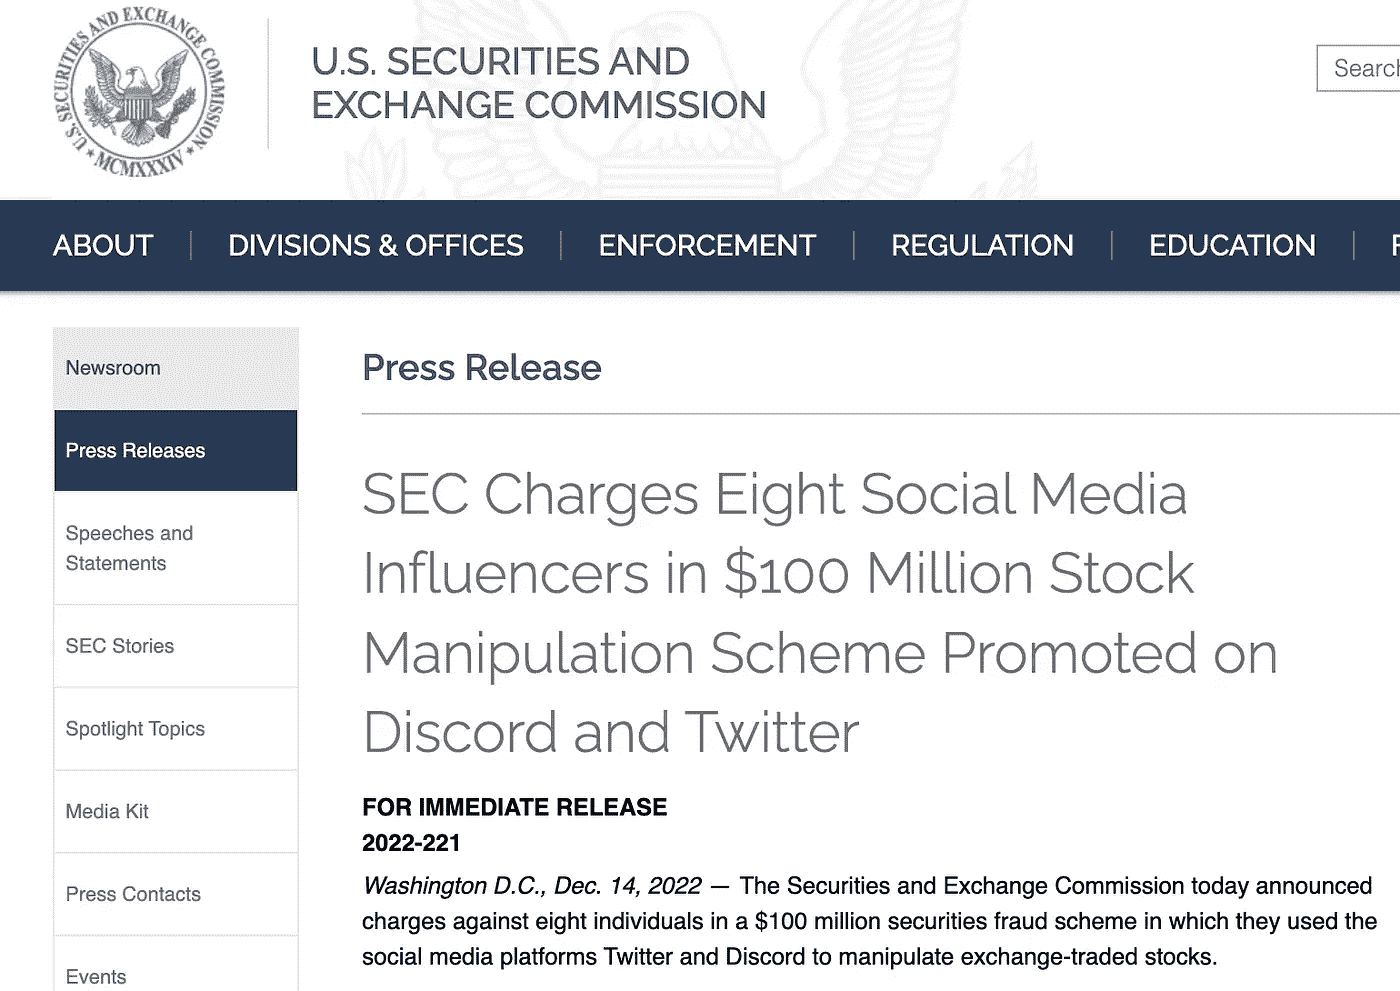 U.S. SECURITIES AND EXCHANGE COMMISSION
MCMXXXIV
U.S. SECURITIES AND
EXCHANGE COMMISSION
Search
ABOUT
DIVISIONS & OFFICES
ENFORCEMENT
REGULATION
EDUCATION
Newsroom
Press Releases
Speeches and
Statements
SEC Stories
Spotlight Topics
Media Kit
Press Contacts
Events
Press Release
SEC Charges Eight Social Media
Influencers in $100 Million Stock
Manipulation Scheme Promoted on
Discord and Twitter
FOR IMMEDIATE RELEASE
2022-221
Washington D.C., Dec. 14, 2022 — The Securities and Exchange Commission today announced
charges against eight individuals in a $100 million securities fraud scheme in which they used the
social media platforms Twitter and Discord to manipulate exchange-traded stocks.